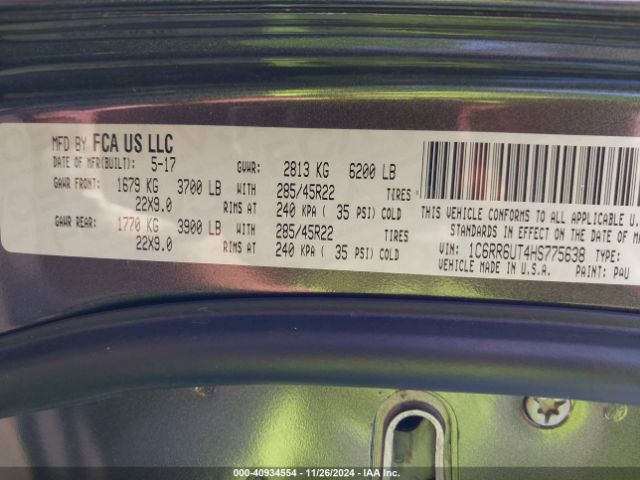 MFD BY FCA US LLC
DATE OF MFR(BUILT): 5-17 GVWR: 2813 KG 6200 LB
GAWR FRONT: 1679 KG 3700 LB WITH 285/45R22 TIRES
22X9.0 RIMS AT 240 KPA ( 35 PSI) COLD
GAWR REAR: 1770 KG 3900 LB WITH 285/45R22 TIRES
22X9.0 RIMS AT 240 KPA ( 35 PSI) COLD
THIS VEHICLE CONFORMS TO ALL APPLICABLE U.S.
STANDARDS IN EFFECT ON THE DATE OF MA
VIN: 1C6RR6UT4HS775638 TYPE:
VEHICLE MADE IN U.S.A. PAINT: PAU
000-40934554 - 11/26/2024 - IAA Inc.